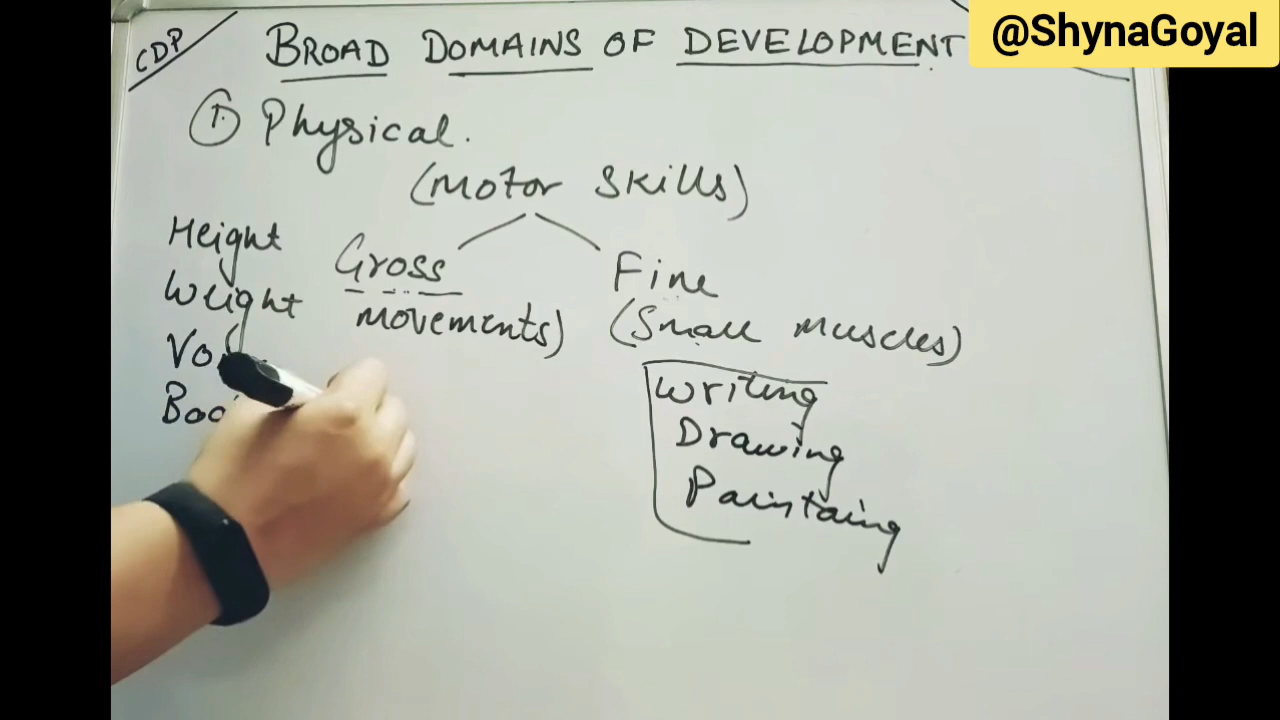 @ShynaGoyal
CDP
BROAD DOMAINS OF DEVELOPMENT
1. Physical.
(Motor Skills)
Height
Weight
Gross
movements)
Fine
(Small Muscles)
Writing
Drawing
Paintaing